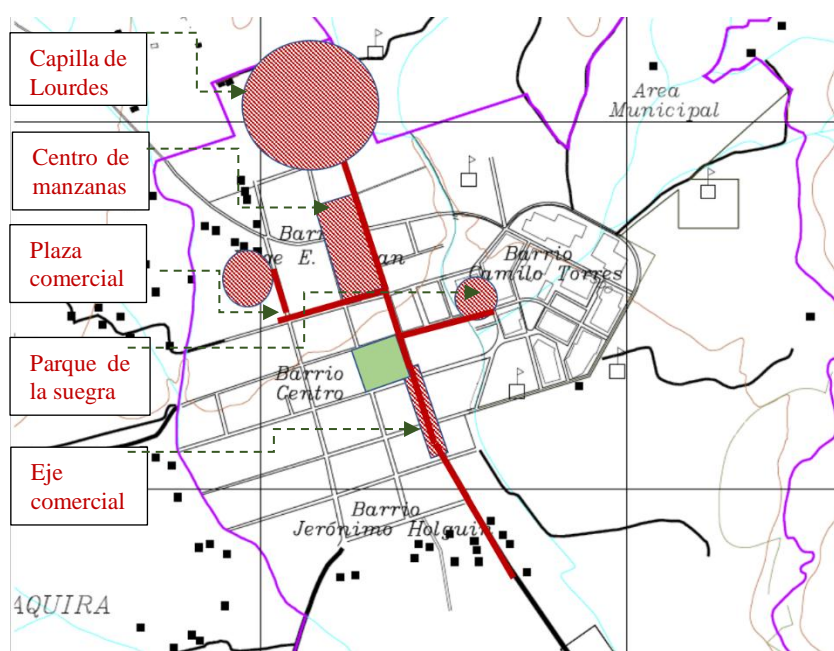 Capilla de
Lourdes
Centro de
manzanas
Plaza
comercial
Parque de
la suegra
Eje
comercial
Area
Municipal
Barrio
Camilo Torres
E.
Barrio
Centro
Barrio
Jerónimo Holguin
AQUIRA